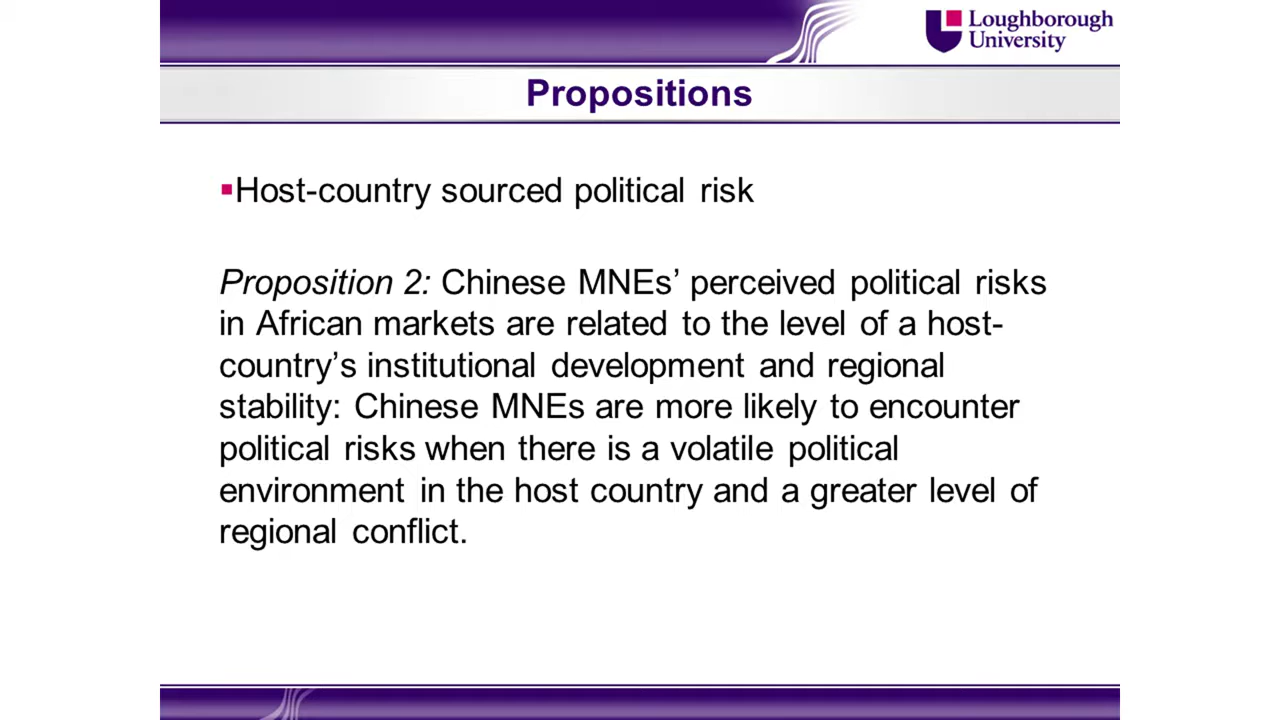 Loughborough
University
Propositions
▪Host-country sourced political risk
Proposition 2: Chinese MNEs’ perceived political risks
in African markets are related to the level of a host-
country’s institutional development and regional
stability: Chinese MNEs are more likely to encounter
political risks when there is a volatile political
environment in the host country and a greater level of
regional conflict.